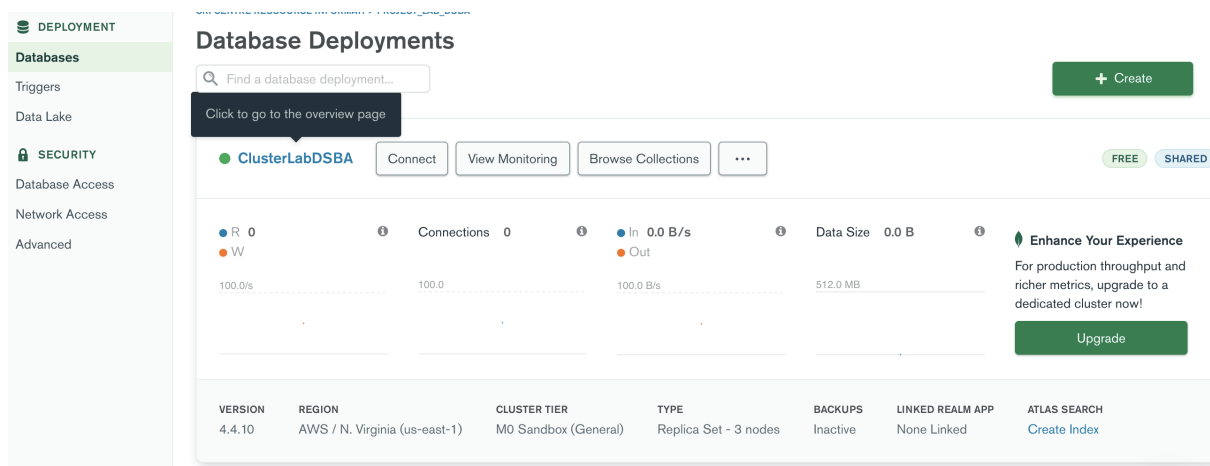 DEPLOYMENT
Databases
Triggers
Data Lake
SECURITY
Database Access
Network Access
Advanced
Database Deployments
Find a database deployment...
Create
Click to go to the overview page
ClusterLabDSBA
Connect
View Monitoring
Browse Collections
...
FREE
SHARED
R 0
W
100.0/s
Connections 0
100.0
In 0.0 B/s
Out
100.0 B/s
Data Size 0.0 B
512.0 MB
Enhance Your Experience
For production throughput and
richer metrics, upgrade to a
dedicated cluster now!
Upgrade
VERSION
4.4.10
REGION
AWS / N. Virginia (us-east-1)
CLUSTER TIER
M0 Sandbox (General)
TYPE
Replica Set - 3 nodes
BACKUPS
Inactive
LINKED REALM APP
None Linked
ATLAS SEARCH
Create Index